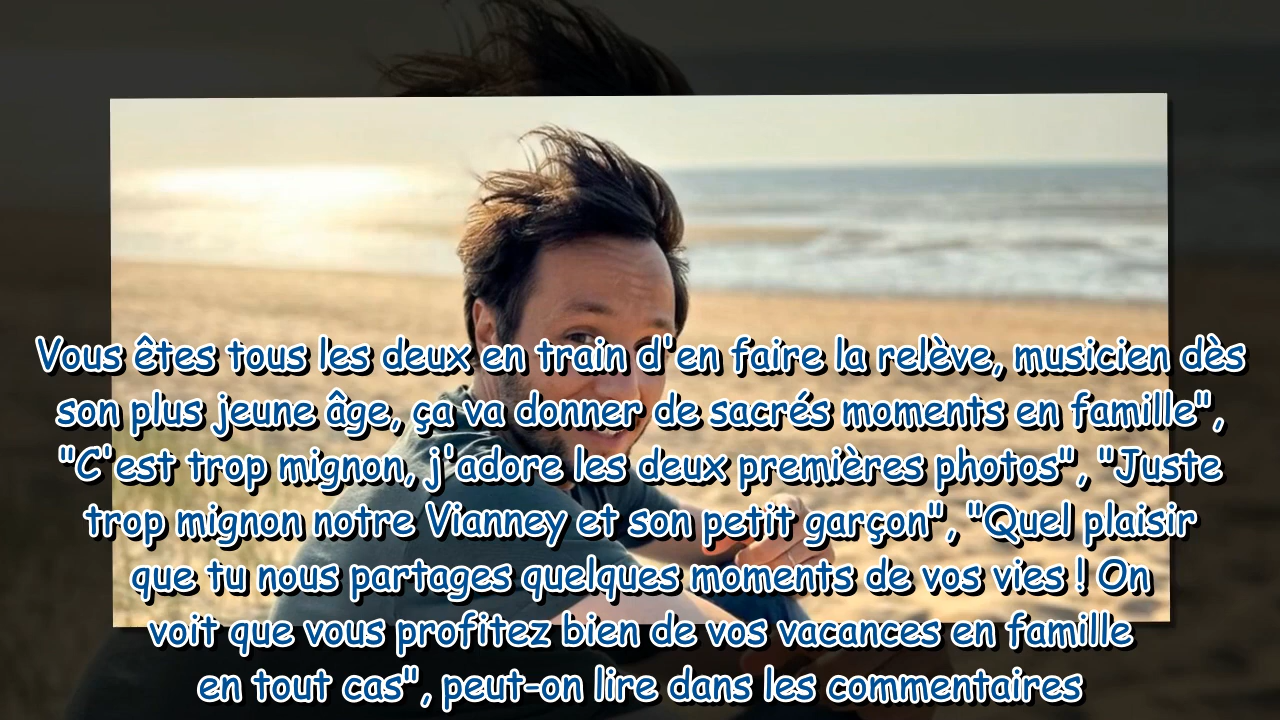 Vous êtes tous les deux en train d'en faire la relève, musicien dès
son plus jeune âge, ça va donner de sacrés moments en famille",
"C'est trop mignon, j'adore les deux premières photos", "Juste
trop mignon notre Vianney et son petit garçon", "Quel plaisir
que tu nous partages quelques moments de vos vies ! On
voit que vous profitez bien de vos vacances en famille
en tout cas", peut-on lire dans les commentaires